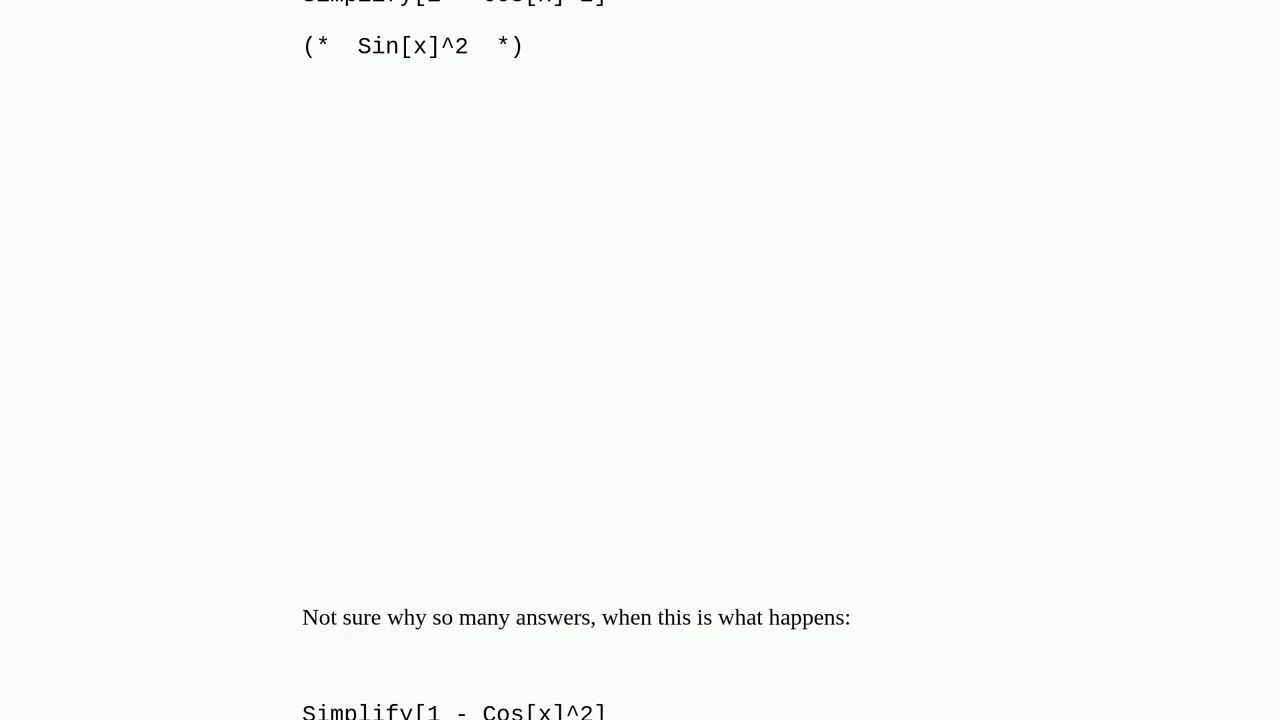 (*  Sin[x]^2  *)
Not sure why so many answers, when this is what happens:
Simplify[1 - Cos[x]^2]